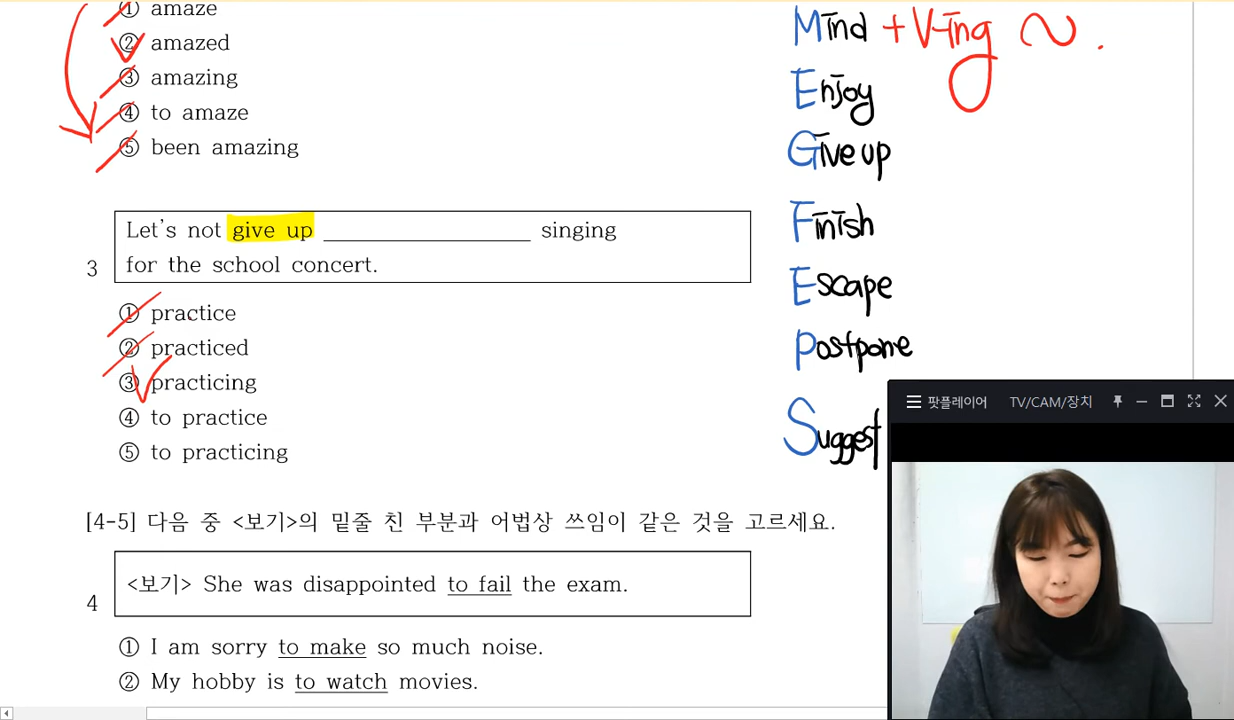 ① amaze
② amazed
③ amazing
④ to amaze
⑤ been amazing
3
Let's not give up ______________ singing
for the school concert.
① practice
② practiced
③ practicing
④ to practice
⑤ to practicing
[4-5] 다음 중 <보기>의 밑줄 친 부분과 어법상 쓰임이 같은 것을 고르세요.
4
<보기> She was disappointed to fail the exam.
① I am sorry to make so much noise.
② My hobby is to watch movies.
Mind + V-ing ~.
Enjoy
Give up
Finish
Escape
Postpone
Suggest
팟플레이어 TV/CAM/장치